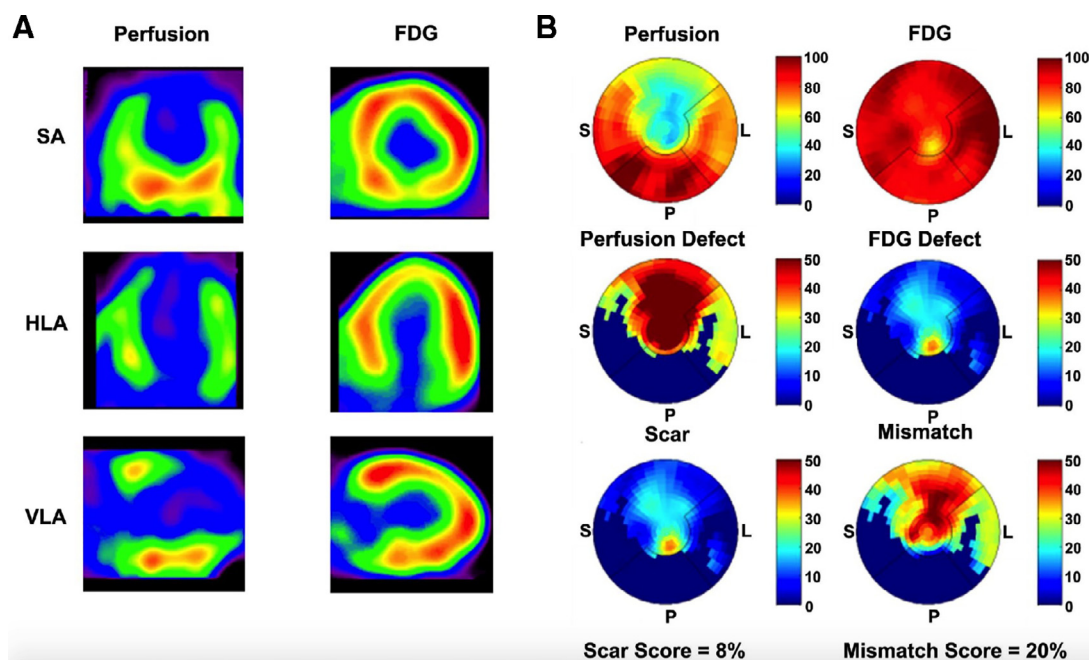 A
Perfusion
FDG
SA
HLA
VLA
B
Perfusion
FDG
S
P
100
80
60
40
20
0
L
100
80
60
40
20
0
Perfusion Defect
FDG Defect
S
P
50
40
30
20
10
0
L
50
40
30
20
10
0
Scar
Mismatch
S
P
50
40
30
20
10
0
L
50
40
30
20
10
0
Scar Score = 8%
Mismatch Score = 20%